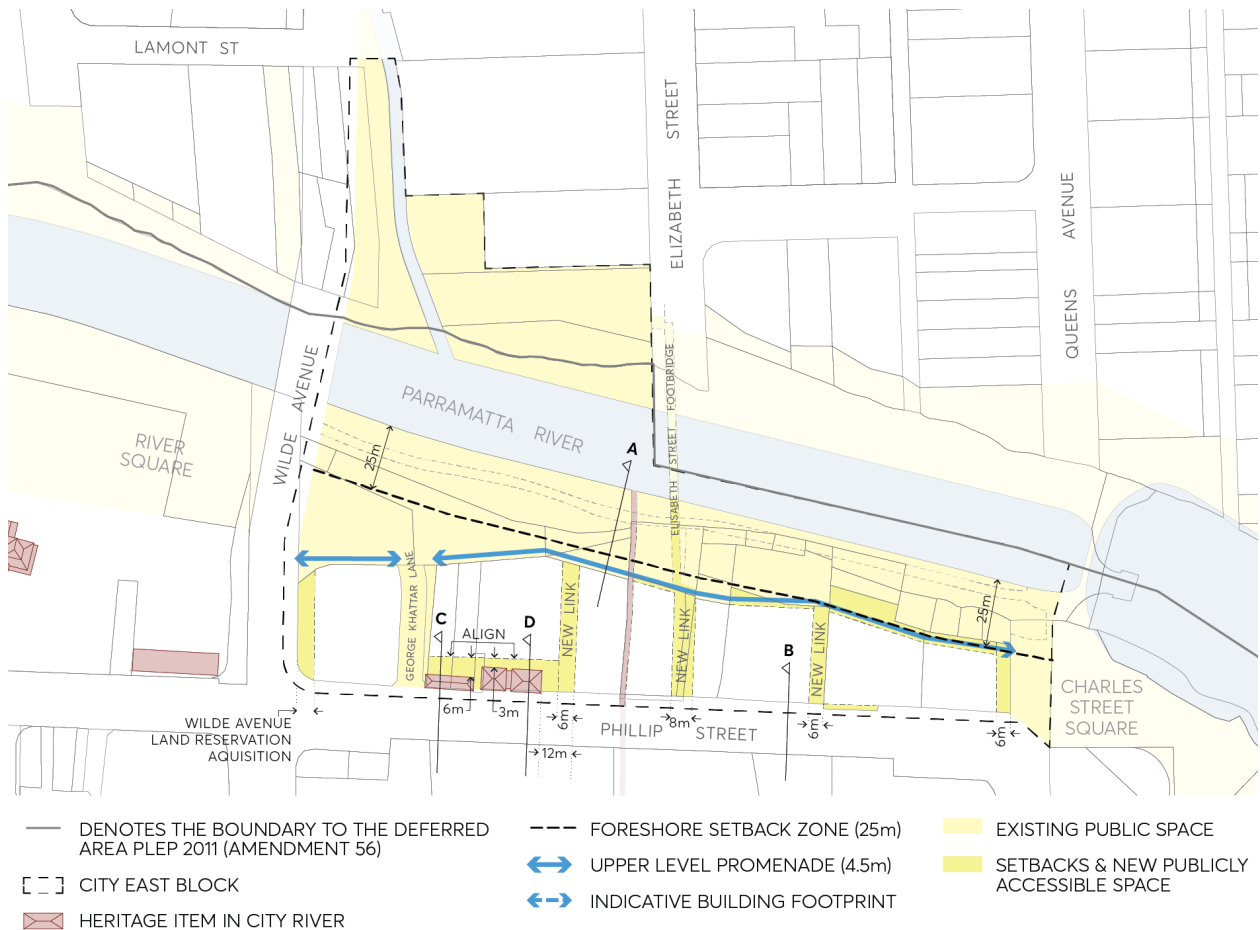 LAMONT ST
ELIZABETH STREET
QUEENS AVENUE
WILDE AVENUE
PARRAMATTA RIVER
ELISABETH STREET FOOTBRIDGE
RIVER
SQUARE
25m
A
GEORGE KHATTAR LANE
C
ALIGN
D
NEW LINK
NEW LINK
B
NEW LINK
25m
6m
3m
6m
8m
6m
6m
12m
PHILLIP STREET
CHARLES
STREET
SQUARE
WILDE AVENUE
LAND RESERVATION
AQUISITION
DENOTES THE BOUNDARY TO THE DEFERRED
AREA PLEP 2011 (AMENDMENT 56)
CITY EAST BLOCK
HERITAGE ITEM IN CITY RIVER
FORESHORE SETBACK ZONE (25m)
UPPER LEVEL PROMENADE (4.5m)
INDICATIVE BUILDING FOOTPRINT
EXISTING PUBLIC SPACE
SETBACKS & NEW PUBLICLY
ACCESSIBLE SPACE